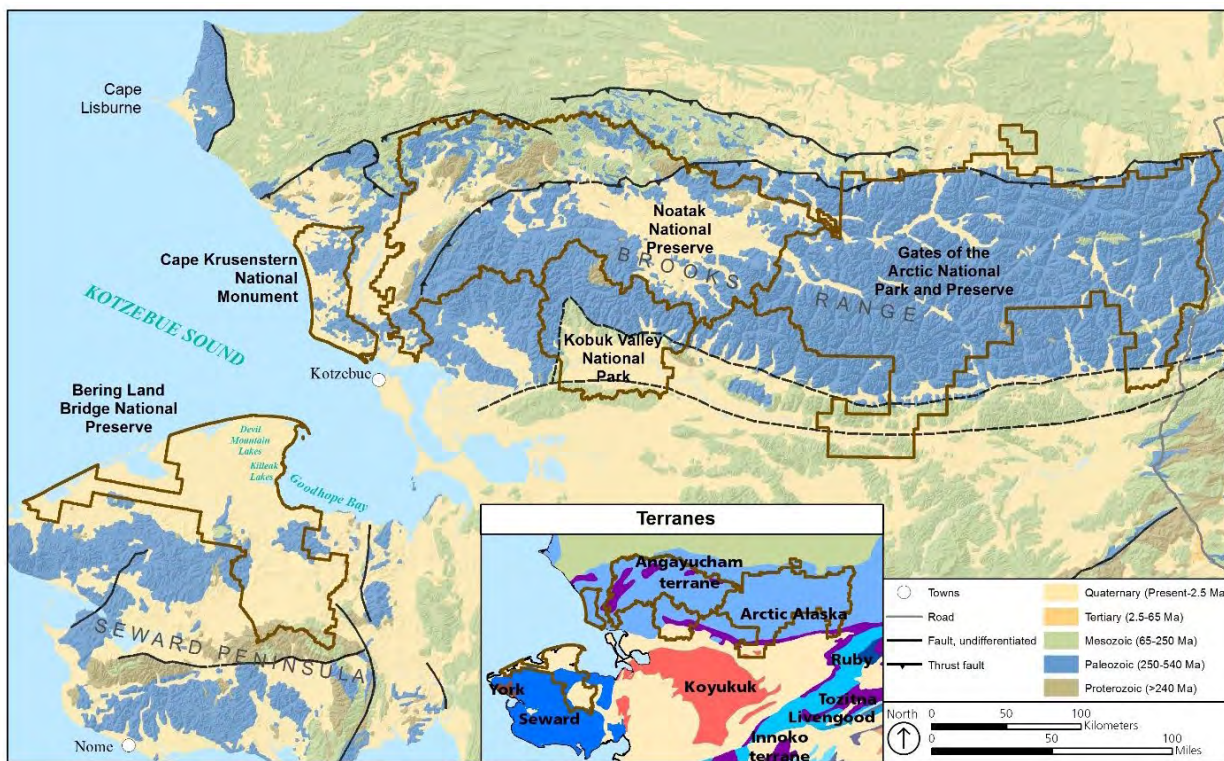 Cape
Lisburne
Noatak
National
Preserve
Gates of the
Arctic National
Park and Preserve
BROOKS
RANGE
Cape Krusenstern
National
Monument
KOTZEBUE SOUND
Kobuk Valley
National
Park
Kotzebue
Bering Land
Bridge National
Preserve
Devil
Mountain
Lakes
Killeak
Lakes
Goodhope Bay
SEWARD PENINSULA
Nome
Terranes
Angayucham
terrane
Arctic Alaska
Ruby
Koyukuk
York
Seward
Tozitna
Livengood
Innoko
terrane
Towns
Road
Fault, undifferentiated
Thrust fault
Quaternary (Present-2.5 Ma)
Tertiary (2.5-65 Ma)
Mesozoic (65-250 Ma)
Paleozoic (250-540 Ma)
Proterozoic (>240 Ma)
North
0 50 100
Kilometers
0 50 100
Miles